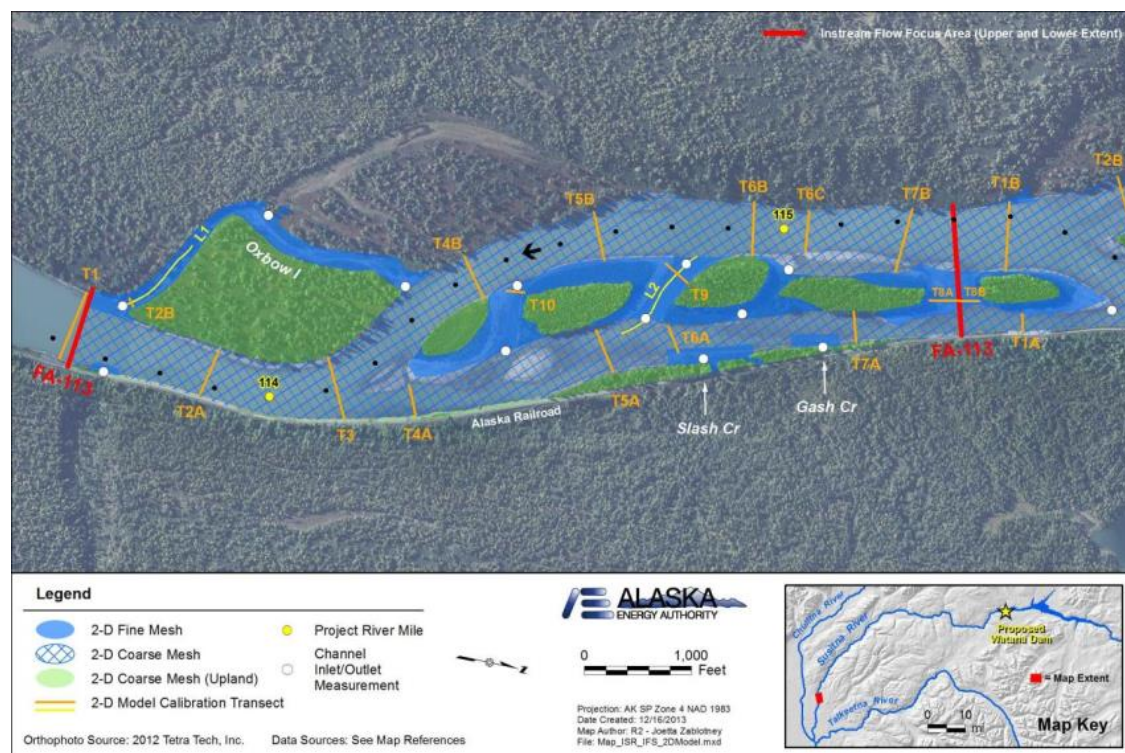 Instream Flow Focus Area (Upper and Lower Extent)
T2B
T1B
T7B
T6C
T6B
T5B
115
T4B
L1
Oxbow I
L2
T9
T10
T8A
T8B
T1
T2B
T6A
FA-113
FA-113
T1A
T7A
114
T2A
T3
T4A
T5A
Alaska Railroad
Slash Cr
Gash Cr
Legend
2-D Fine Mesh
2-D Coarse Mesh
2-D Coarse Mesh (Upland)
2-D Model Calibration Transect
Project River Mile
Channel
Inlet/Outlet
Measurement
Orthophoto Source: 2012 Tetra Tech, Inc.
Data Sources: See Map References
ALASKA
ENERGY AUTHORITY
z
0 1,000
Feet
Projection: AK SP Zone 4 NAD 1983
Date Created: 12/16/2013
Map Author: R2 - Joetta Zablotney
File: Map_ISR_IFS_2DModel.mxd
Chulitna River
Susitna River
Talkeetna River
Proposed
Watana Dam
= Map Extent
0 10
mi
Map Key